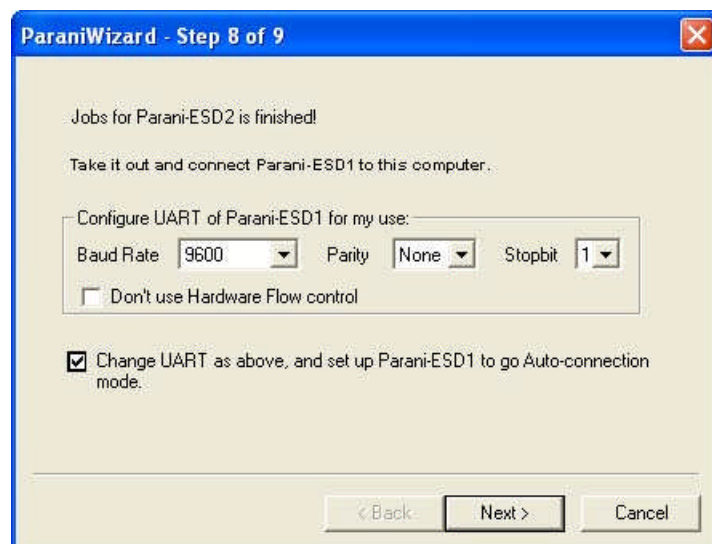 ParaniWizard - Step 8 of 9
Jobs for Parani-ESD2 is finished!
Take it out and connect Parani-ESD1 to this computer.
Configure UART of Parani-ESD1 for my use:
Baud Rate 9600 Parity None Stopbit 1
Don't use Hardware Flow control
Change UART as above, and set up Parani-ESD1 to go Auto-connection
mode.
< Back Next > Cancel